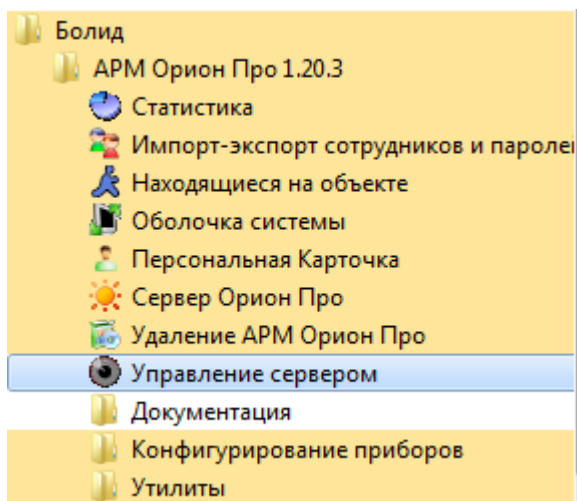 Болид
АРМ Орион Про 1.20.3
Статистика
Импорт-экспорт сотрудников и паролей
Находящиеся на объекте
Оболочка системы
Персональная Карточка
Сервер Орион Про
Удаление АРМ Орион Про
Управление сервером
Документация
Конфигурирование приборов
Утилиты